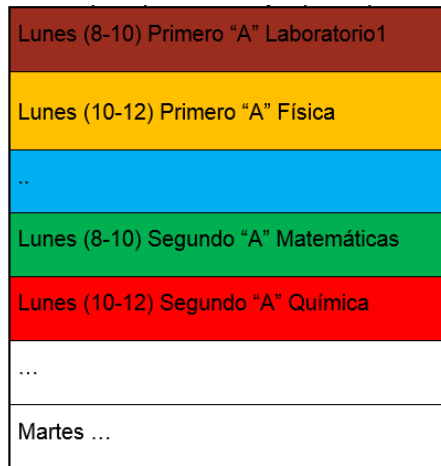 Lunes (8-10) Primero “A” Laboratorio1
Lunes (10-12) Primero “A” Física
..
Lunes (8-10) Segundo “A” Matemáticas
Lunes (10-12) Segundo “A” Química
…
Martes …